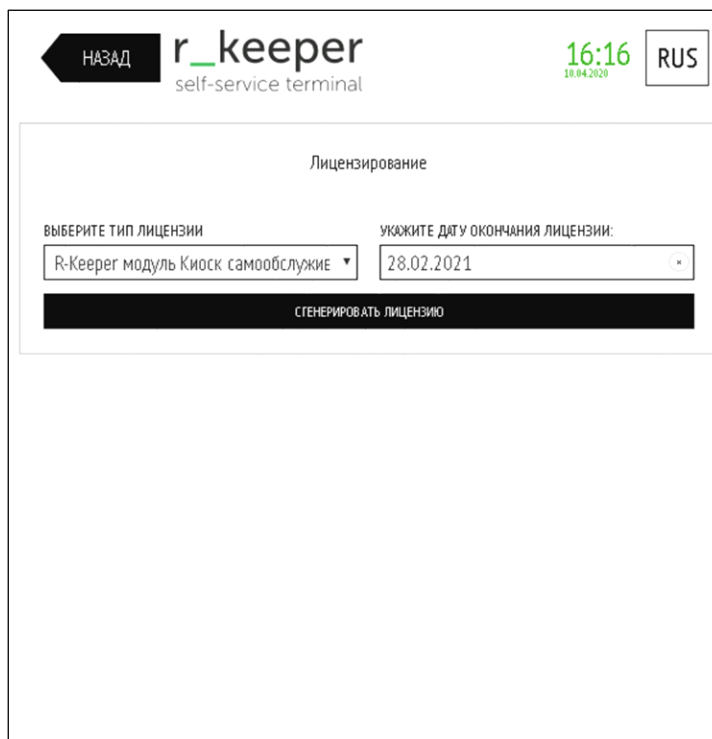 НАЗАД
r_keeper
self-service terminal
16:16
10.04.2020
RUS
Лицензирование
ВЫБЕРИТЕ ТИП ЛИЦЕНЗИИ
УКАЖИТЕ ДАТУ ОКОНЧАНИЯ ЛИЦЕНЗИИ:
R-Keeper модуль Киоск самообслужие
28.02.2021
СГЕНЕРИРОВАТЬ ЛИЦЕНЗИЮ